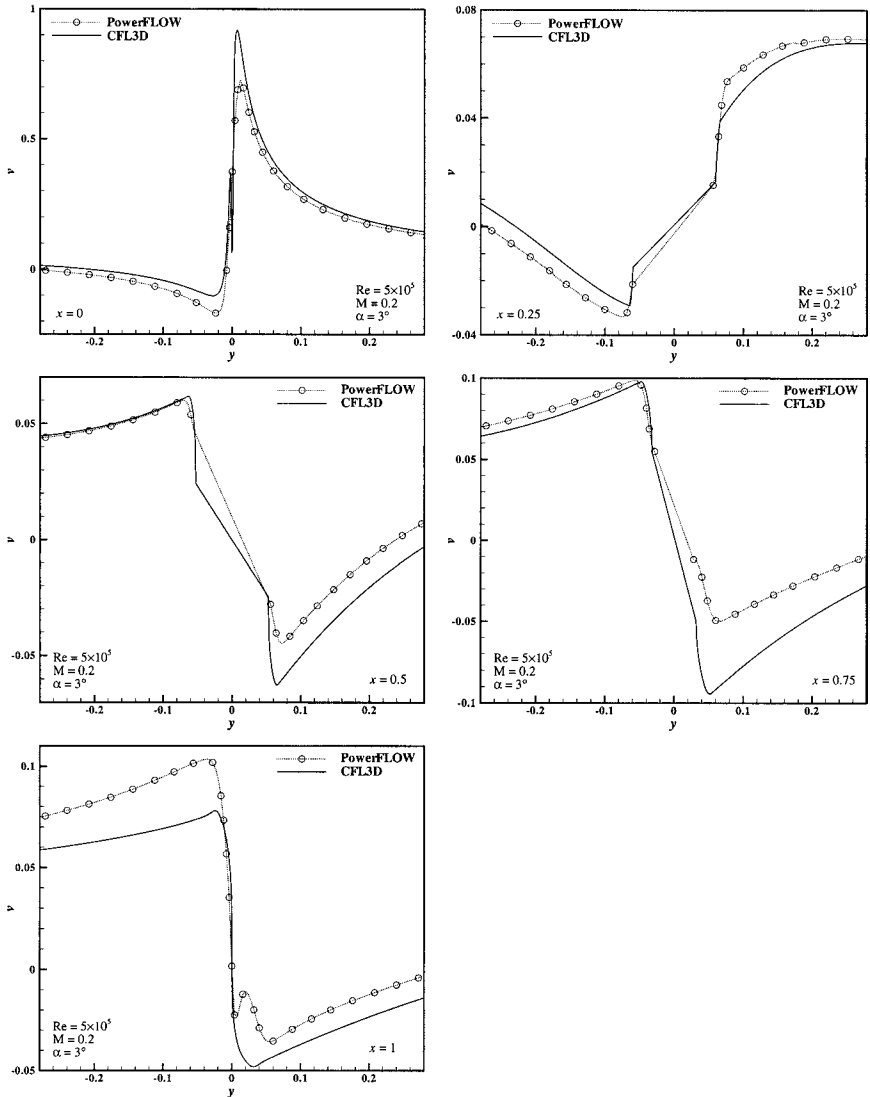 PowerFLOW
CFL3D
1
0.5
0
v
x = 0
Re = 5×10⁵
M = 0.2
α = 3°
-0.2
-0.1
0
0.1
0.2
y
PowerFLOW
CFL3D
0.08
0.04
0
-0.04
v
x = 0.25
Re = 5×10⁵
M = 0.2
α = 3°
-0.2
-0.1
0
0.1
0.2
y
PowerFLOW
CFL3D
0.05
0
-0.05
v
Re = 5×10⁵
M = 0.2
α = 3°
x = 0.5
-0.2
-0.1
0
0.1
0.2
y
PowerFLOW
CFL3D
0.1
0.05
0
-0.05
-0.1
v
Re = 5×10⁵
M = 0.2
α = 3°
x = 0.75
-0.2
-0.1
0
0.1
0.2
y
PowerFLOW
CFL3D
0.1
0.05
0
-0.05
v
Re = 5×10⁵
M = 0.2
α = 3°
x = 1
-0.2
-0.1
0
0.1
0.2
y